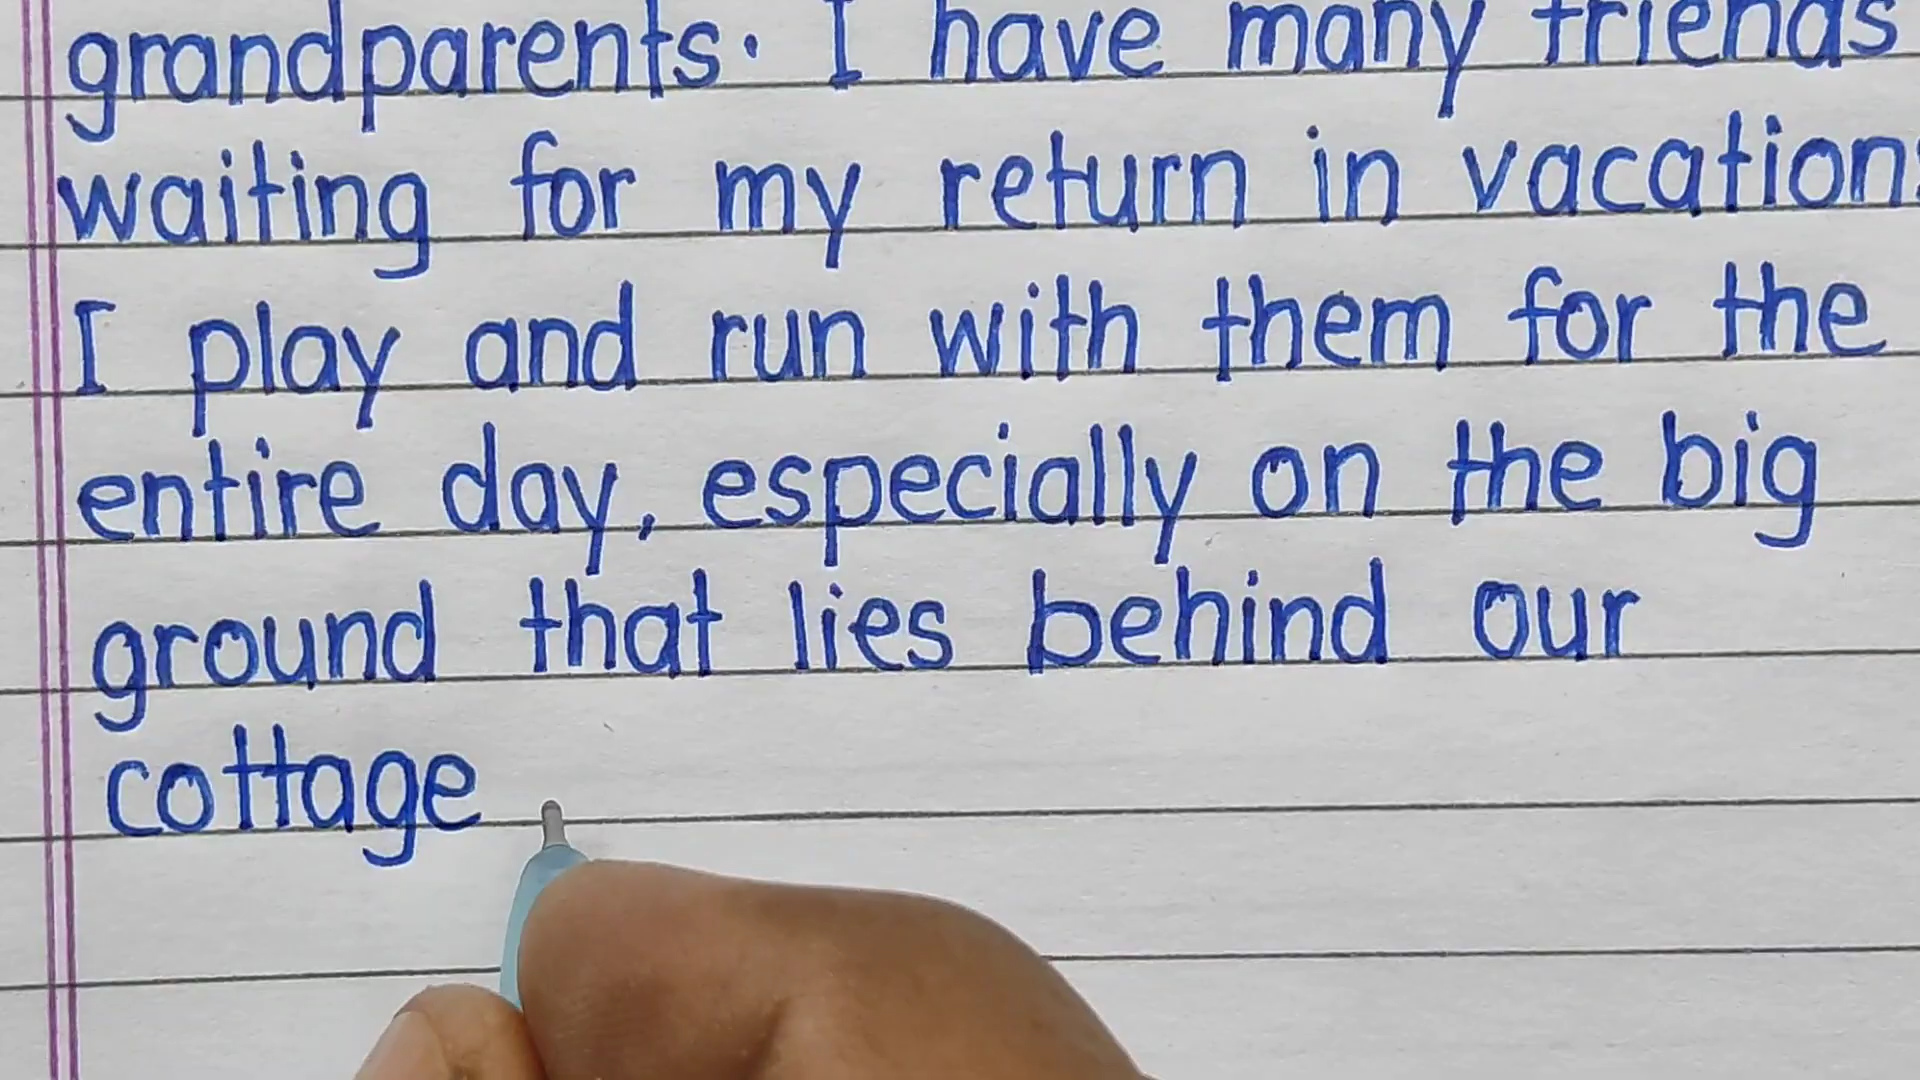 grandparents. I have many friends
waiting for my return in vacations
I play and run with them for the
entire day, especially on the big
ground that lies behind our
cottage